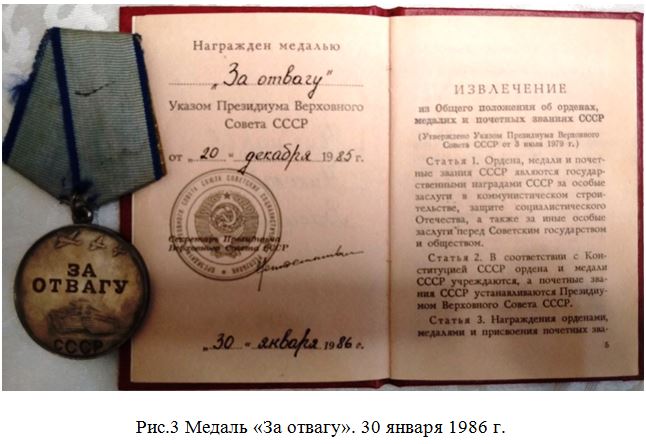 ЗА
ОТВАГУ
СССР
Награжден медалью
„За отвагу“
Указом Президиума Верховного
Совета СССР
от „20“ декабря 1985 г.
Секретарь Президиума
Верховного Совета СССР
„30“ января 1986 г.
ИЗВЛЕЧЕНИЕ
из Общего положения об орденах,
медалях и почетных званиях СССР
(Утверждено Указом Президиума Верховного
Совета СССР от 3 июля 1979 г.)
Статья 1. Ордена, медали и почет-
ные звания СССР являются государ-
ственными наградами СССР за особые
заслуги в коммунистическом строи-
тельстве, защите социалистического
Отечества, а также за иные особые
заслуги перед Советским государством
и обществом.
Статья 2. В соответствии с Кон-
ституцией СССР ордена и медали
СССР учреждаются, а почетные зва-
ния СССР устанавливаются Президиу-
мом Верховного Совета СССР.
Статья 3. Награждения орденами,
медалями и присвоения почетных зва-
5
Рис.3 Медаль «За отвагу». 30 января 1986 г.